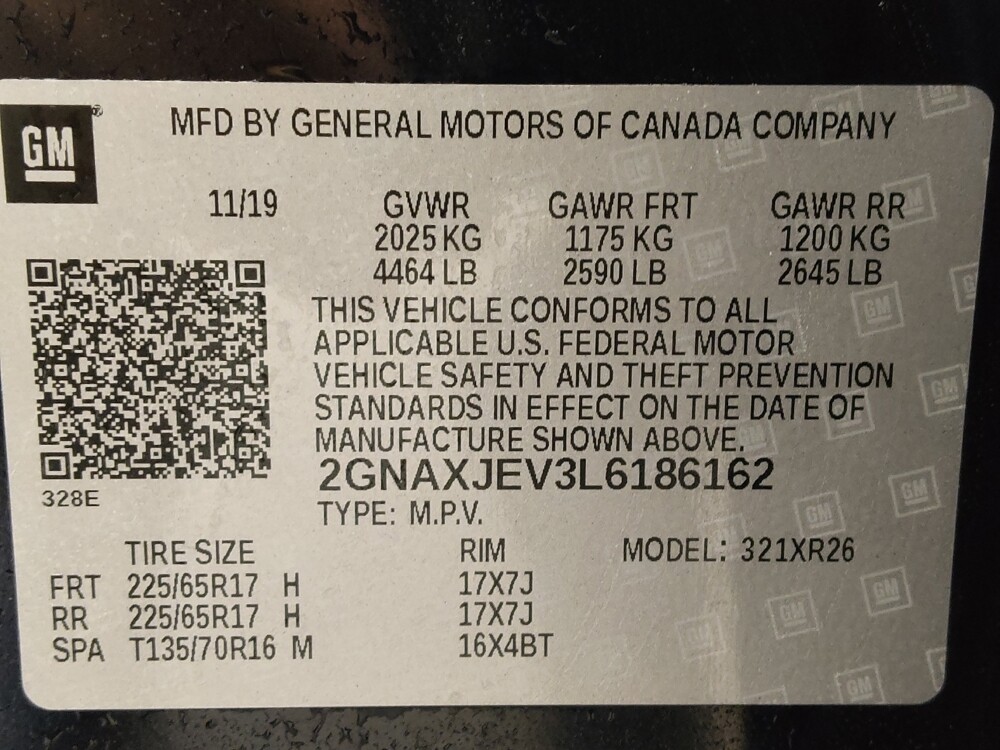 GM
MFD BY GENERAL MOTORS OF CANADA COMPANY
11/19 GVWR GAWR FRT GAWR RR
2025 KG 1175 KG 1200 KG
4464 LB 2590 LB 2645 LB
THIS VEHICLE CONFORMS TO ALL
APPLICABLE U.S. FEDERAL MOTOR
VEHICLE SAFETY AND THEFT PREVENTION
STANDARDS IN EFFECT ON THE DATE OF
MANUFACTURE SHOWN ABOVE.
2GNAXJEV3L6186162
328E
TYPE: M.P.V.
TIRE SIZE RIM MODEL: 321XR26
FRT 225/65R17 H 17X7J
RR 225/65R17 H 17X7J
SPA T135/70R16 M 16X4BT